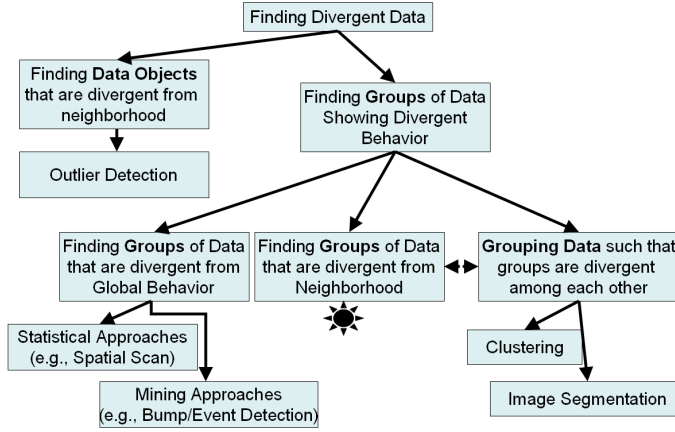 Finding Divergent Data
Finding Data Objects
that are divergent from
neighborhood
Finding Groups of Data
Showing Divergent
Behavior
Outlier Detection
Finding Groups of Data
that are divergent from
Global Behavior
Finding Groups of Data
that are divergent from
Neighborhood
Grouping Data such that
groups are divergent
among each other
Statistical Approaches
(e.g., Spatial Scan)
Clustering
Mining Approaches
(e.g., Bump/Event Detection)
Image Segmentation